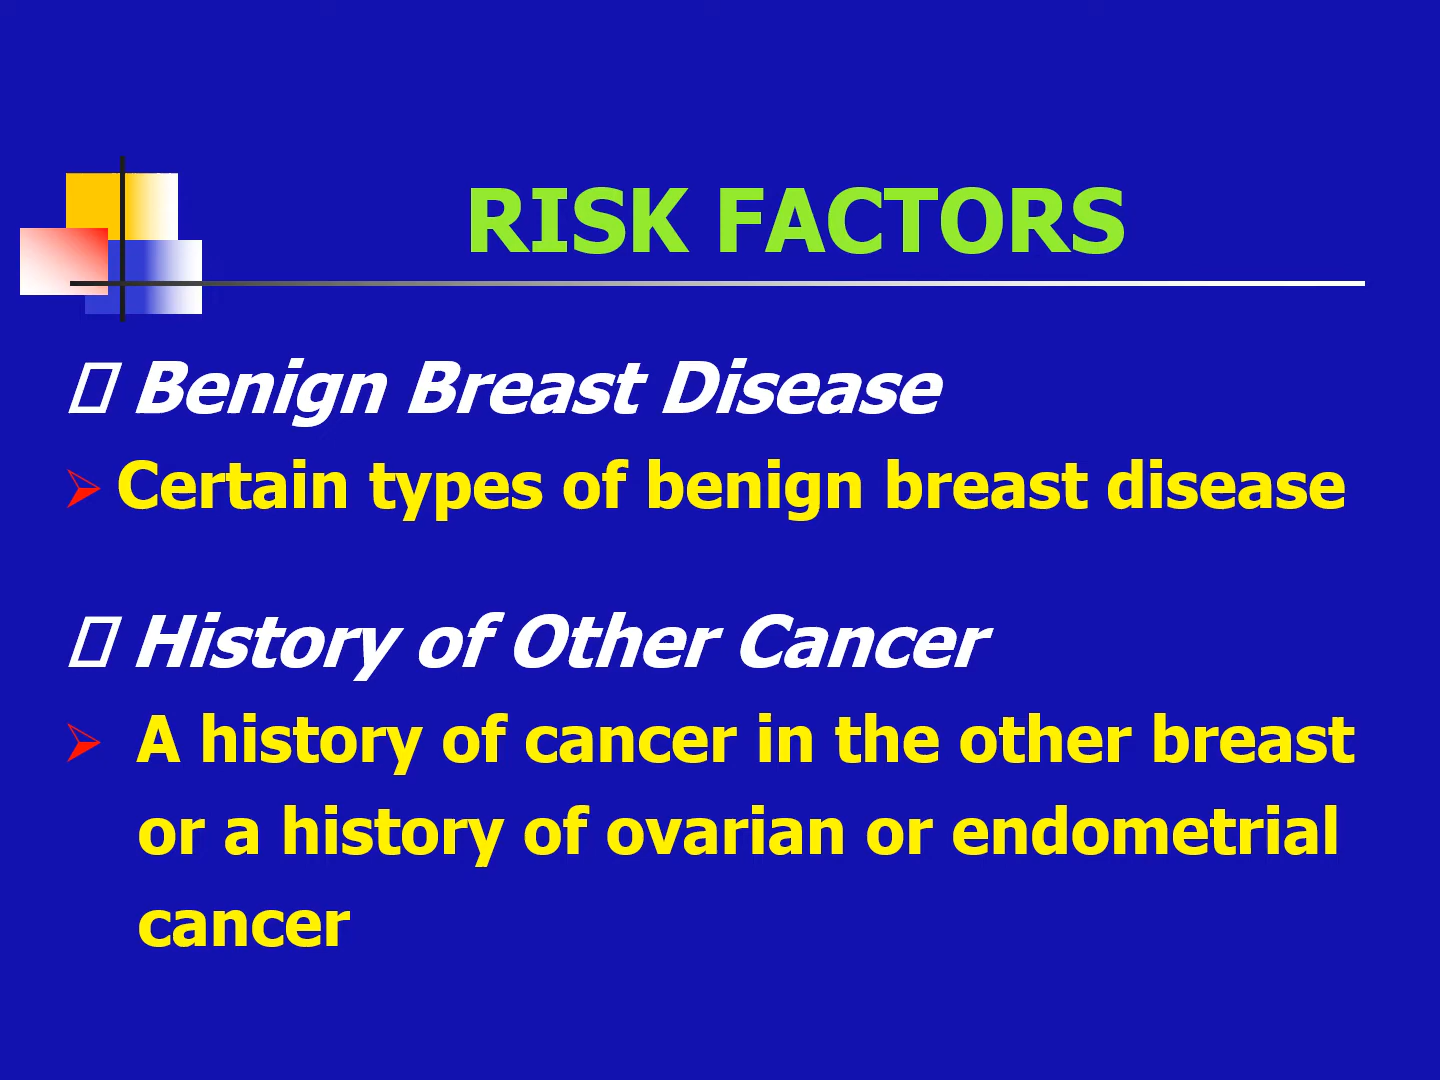 RISK FACTORS
Benign Breast Disease
Certain types of benign breast disease
History of Other Cancer
A history of cancer in the other breast
or a history of ovarian or endometrial
cancer